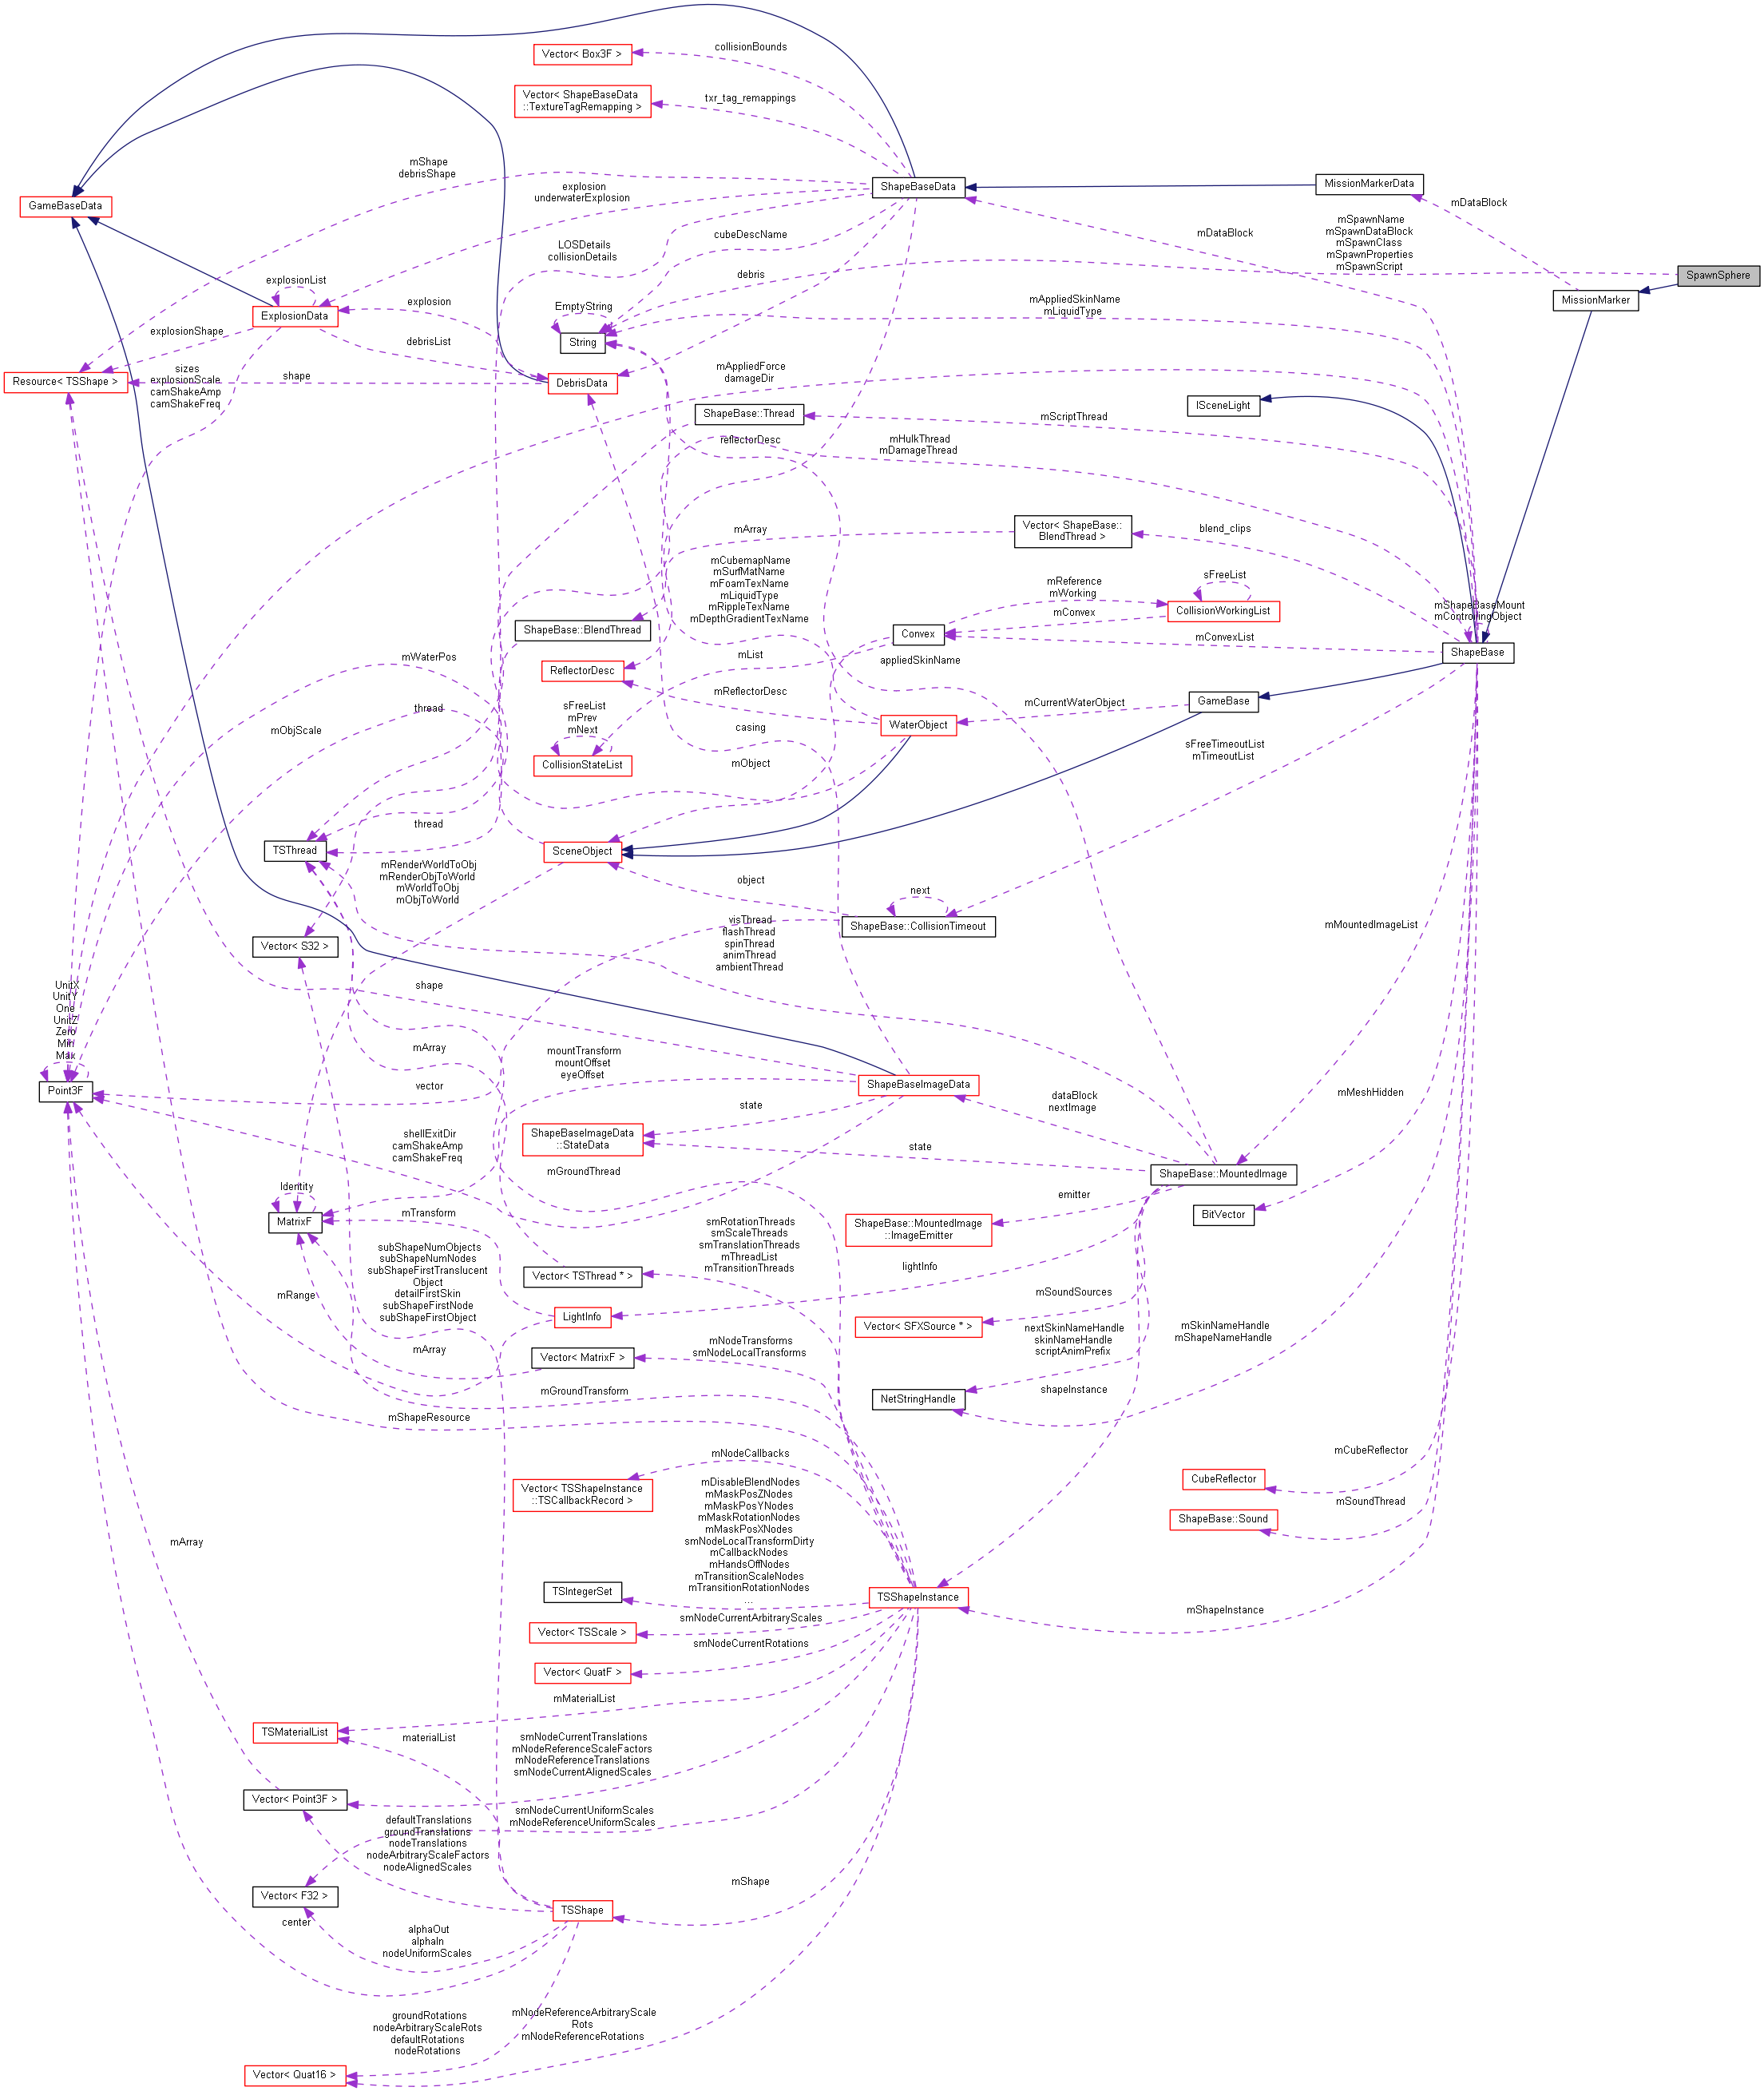 collisionBounds
Vector< Box3F >
Vector< ShapeBaseData
::TextureTagRemapping >
txr_tag_remappings
mShape
debrisShape
explosion
underwaterExplosion
ShapeBaseData
MissionMarkerData
GameBaseData
mDataBlock
mSpawnName
mSpawnDataBlock
mSpawnClass
mSpawnProperties
mSpawnScript
mDataBlock
cubeDescName
LOSDetails
collisionDetails
debris
SpawnSphere
explosionList
explosion
EmptyString
mAppliedSkinName
mLiquidType
MissionMarker
ExplosionData
explosionShape
debrisList
String
sizes
explosionScale
camShakeAmp
camShakeFreq
Resource< TSShape >
shape
DebrisData
mAppliedForce
damageDir
ISceneLight
ShapeBase::Thread
mScriptThread
reflectorDesc
mHulkThread
mDamageThread
mArray
Vector< ShapeBase::
BlendThread >
blend_clips
mCubemapName
mSurfMatName
mFoamTexName
mLiquidType
mRippleTexName
mDepthGradientTexName
sFreeList
mReference
mWorking
CollisionWorkingList
mConvex
mShapeBaseMount
mControllingObject
ShapeBase::BlendThread
Convex
mConvexList
ShapeBase
mWaterPos
mList
appliedSkinName
ReflectorDesc
mReflectorDesc
GameBase
mCurrentWaterObject
thread
sFreeList
mPrev
mNext
casing
WaterObject
mObjScale
CollisionStateList
mObject
sFreeTimeoutList
mTimeoutList
thread
TSThread
SceneObject
mRenderWorldToObj
mRenderObjToWorld
mWorldToObj
mObjToWorld
object
next
visThread
flashThread
spinThread
animThread
ambientThread
ShapeBase::CollisionTimeout
mMountedImageList
Vector< S32 >
UnitX
UnitY
One
UnitZ
Zero
Min
Max
shape
mArray
mountTransform
mountOffset
eyeOffset
Point3F
vector
ShapeBaseImageData
dataBlock
nextImage
mMeshHidden
state
shellExitDir
camShakeAmp
camShakeFreq
ShapeBaseImageData
::StateData
state
mGroundThread
ShapeBase::MountedImage
Identity
emitter
MatrixF
mTransform
smRotationThreads
smScaleThreads
smTranslationThreads
mThreadList
mTransitionThreads
ShapeBase::MountedImage
::ImageEmitter
BitVector
subShapeNumObjects
subShapeNumNodes
subShapeFirstTranslucent
Object
detailFirstSkin
subShapeFirstNode
subShapeFirstObject
Vector< TSThread * >
lightInfo
mRange
LightInfo
mSoundSources
Vector< SFXSource * >
nextSkinNameHandle
skinNameHandle
scriptAnimPrefix
mSkinNameHandle
mShapeNameHandle
mArray
Vector< MatrixF >
mNodeTransforms
smNodeLocalTransforms
mGroundTransform
NetStringHandle
shapeInstance
mShapeResource
mNodeCallbacks
mCubeReflector
CubeReflector
Vector< TSShapeInstance
::TSCallbackRecord >
mDisableBlendNodes
mMaskPosZNodes
mMaskPosYNodes
mMaskRotationNodes
mMaskPosXNodes
smNodeLocalTransformDirty
mCallbackNodes
mHandsOffNodes
mTransitionScaleNodes
mTransitionRotationNodes
...
mSoundThread
ShapeBase::Sound
mArray
TSIntegerSet
TSShapeInstance
mShapeInstance
smNodeCurrentArbitraryScales
Vector< TSScale >
smNodeCurrentRotations
Vector< QuatF >
mMaterialList
TSMaterialList
materialList
smNodeCurrentTranslations
mNodeReferenceScaleFactors
mNodeReferenceTranslations
smNodeCurrentAlignedScales
Vector< Point3F >
smNodeCurrentUniformScales
mNodeReferenceUniformScales
defaultTranslations
groundTranslations
nodeTranslations
nodeArbitraryScaleFactors
nodeAlignedScales
mShape
Vector< F32 >
TSShape
center
alphaOut
alphaIn
nodeUniformScales
groundRotations
nodeArbitraryScaleRots
defaultRotations
nodeRotations
mNodeReferenceArbitraryScale
Rots
mNodeReferenceRotations
Vector< Quat16 >